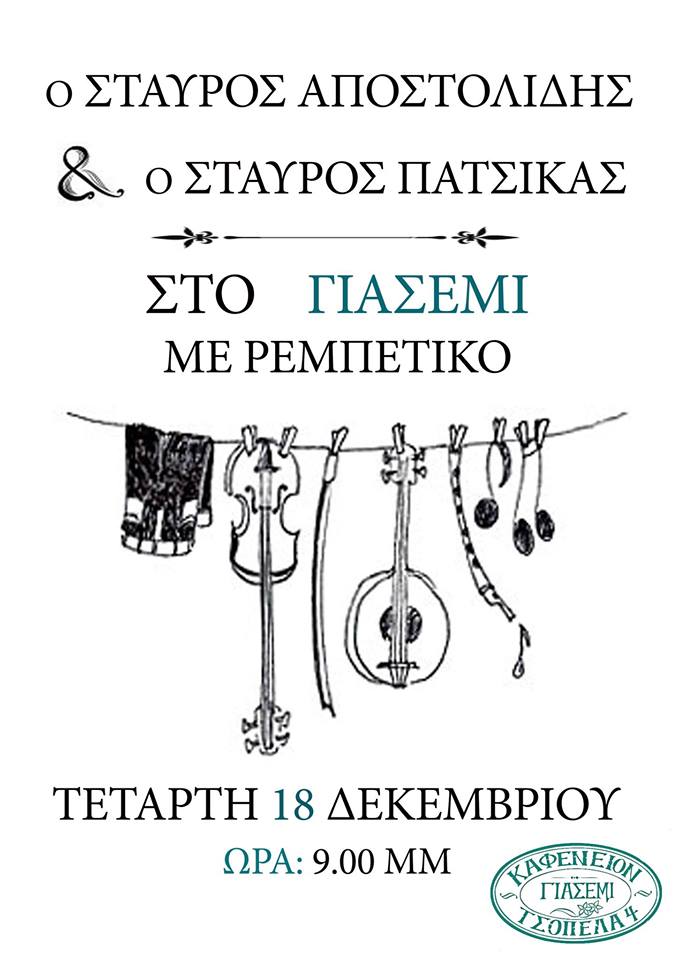 Ο ΣΤΑΥΡΟΣ ΑΠΟΣΤΟΛΙΔΗΣ
& Ο ΣΤΑΥΡΟΣ ΠΑΤΣΙΚΑΣ
ΣΤΟ ΓΙΑΣΕΜΙ
ΜΕ ΡΕΜΠΕΤΙΚΟ
ΤΕΤΑΡΤΗ 18 ΔΕΚΕΜΒΡΙΟΥ
ΩΡΑ: 9.00 ΜΜ
ΚΑΦΕΝΕΙΟΝ
ΓΙΑΣΕΜΙ
ΤΣΟΠΕΛΑ 4